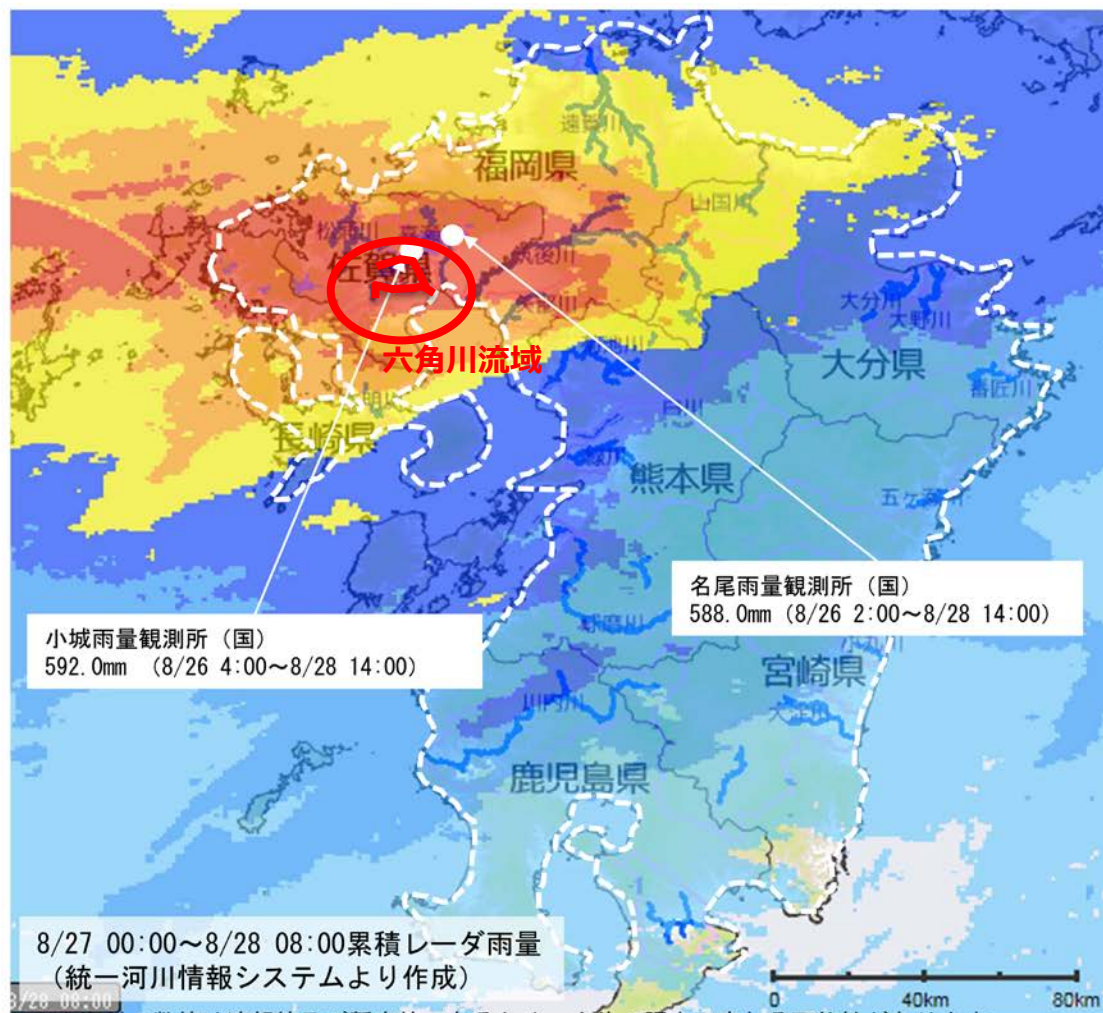 遠賀川
福岡県
山国川
松浦川
佐賀県
筑後川
六角川流域
大分川
大野川
大分県
番匠川
長崎県
白川
緑川
熊本県
五ヶ瀬川
名尾雨量観測所（国）
588.0mm（8/26 2:00～8/28 14:00）
小城雨量観測所（国）
592.0mm （8/26 4:00～8/28 14:00）
球磨川
小丸川
宮崎県
川内川
大淀川
鹿児島県
8/27 00:00～8/28 08:00累積レーダ雨量
（統一河川情報システムより作成）
8/28 08:00
0 40km 80km